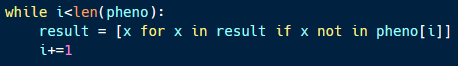 while i<len(pheno):
    result = [x for x in result if x not in pheno[i]]
    i+=1